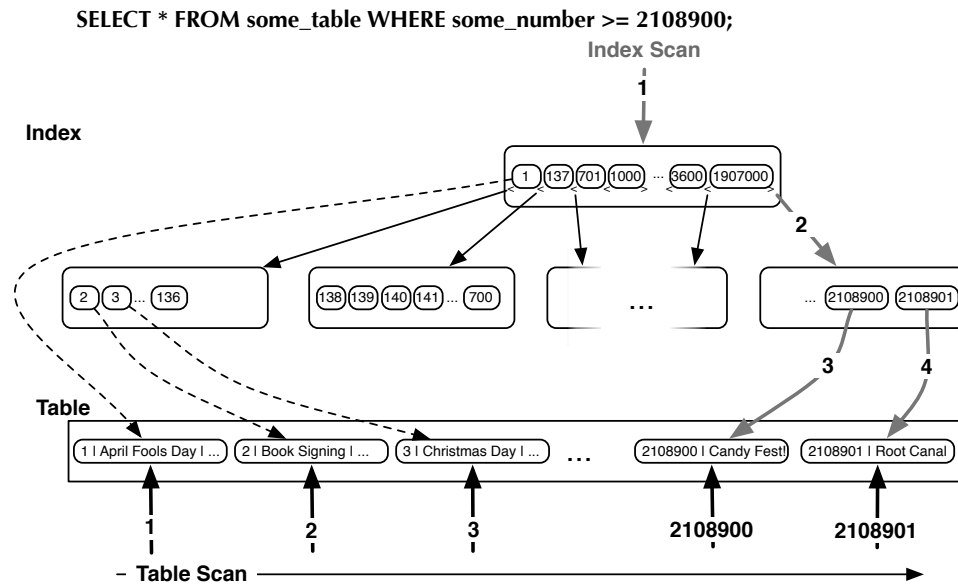 SELECT * FROM some_table WHERE some_number >= 2108900;
Index Scan
1
Index
1 137 701 1000 ... 3600 1907000
< < < < > < >
2
2 3 ... 136
138 139 140 141 ... 700
...
... 2108900 2108901
3 4
Table
1 | April Fools Day | ... 2 | Book Signing | ... 3 | Christmas Day | ... ... 2108900 | Candy Fest! 2108901 | Root Canal
1 2 3 2108900 2108901
Table Scan